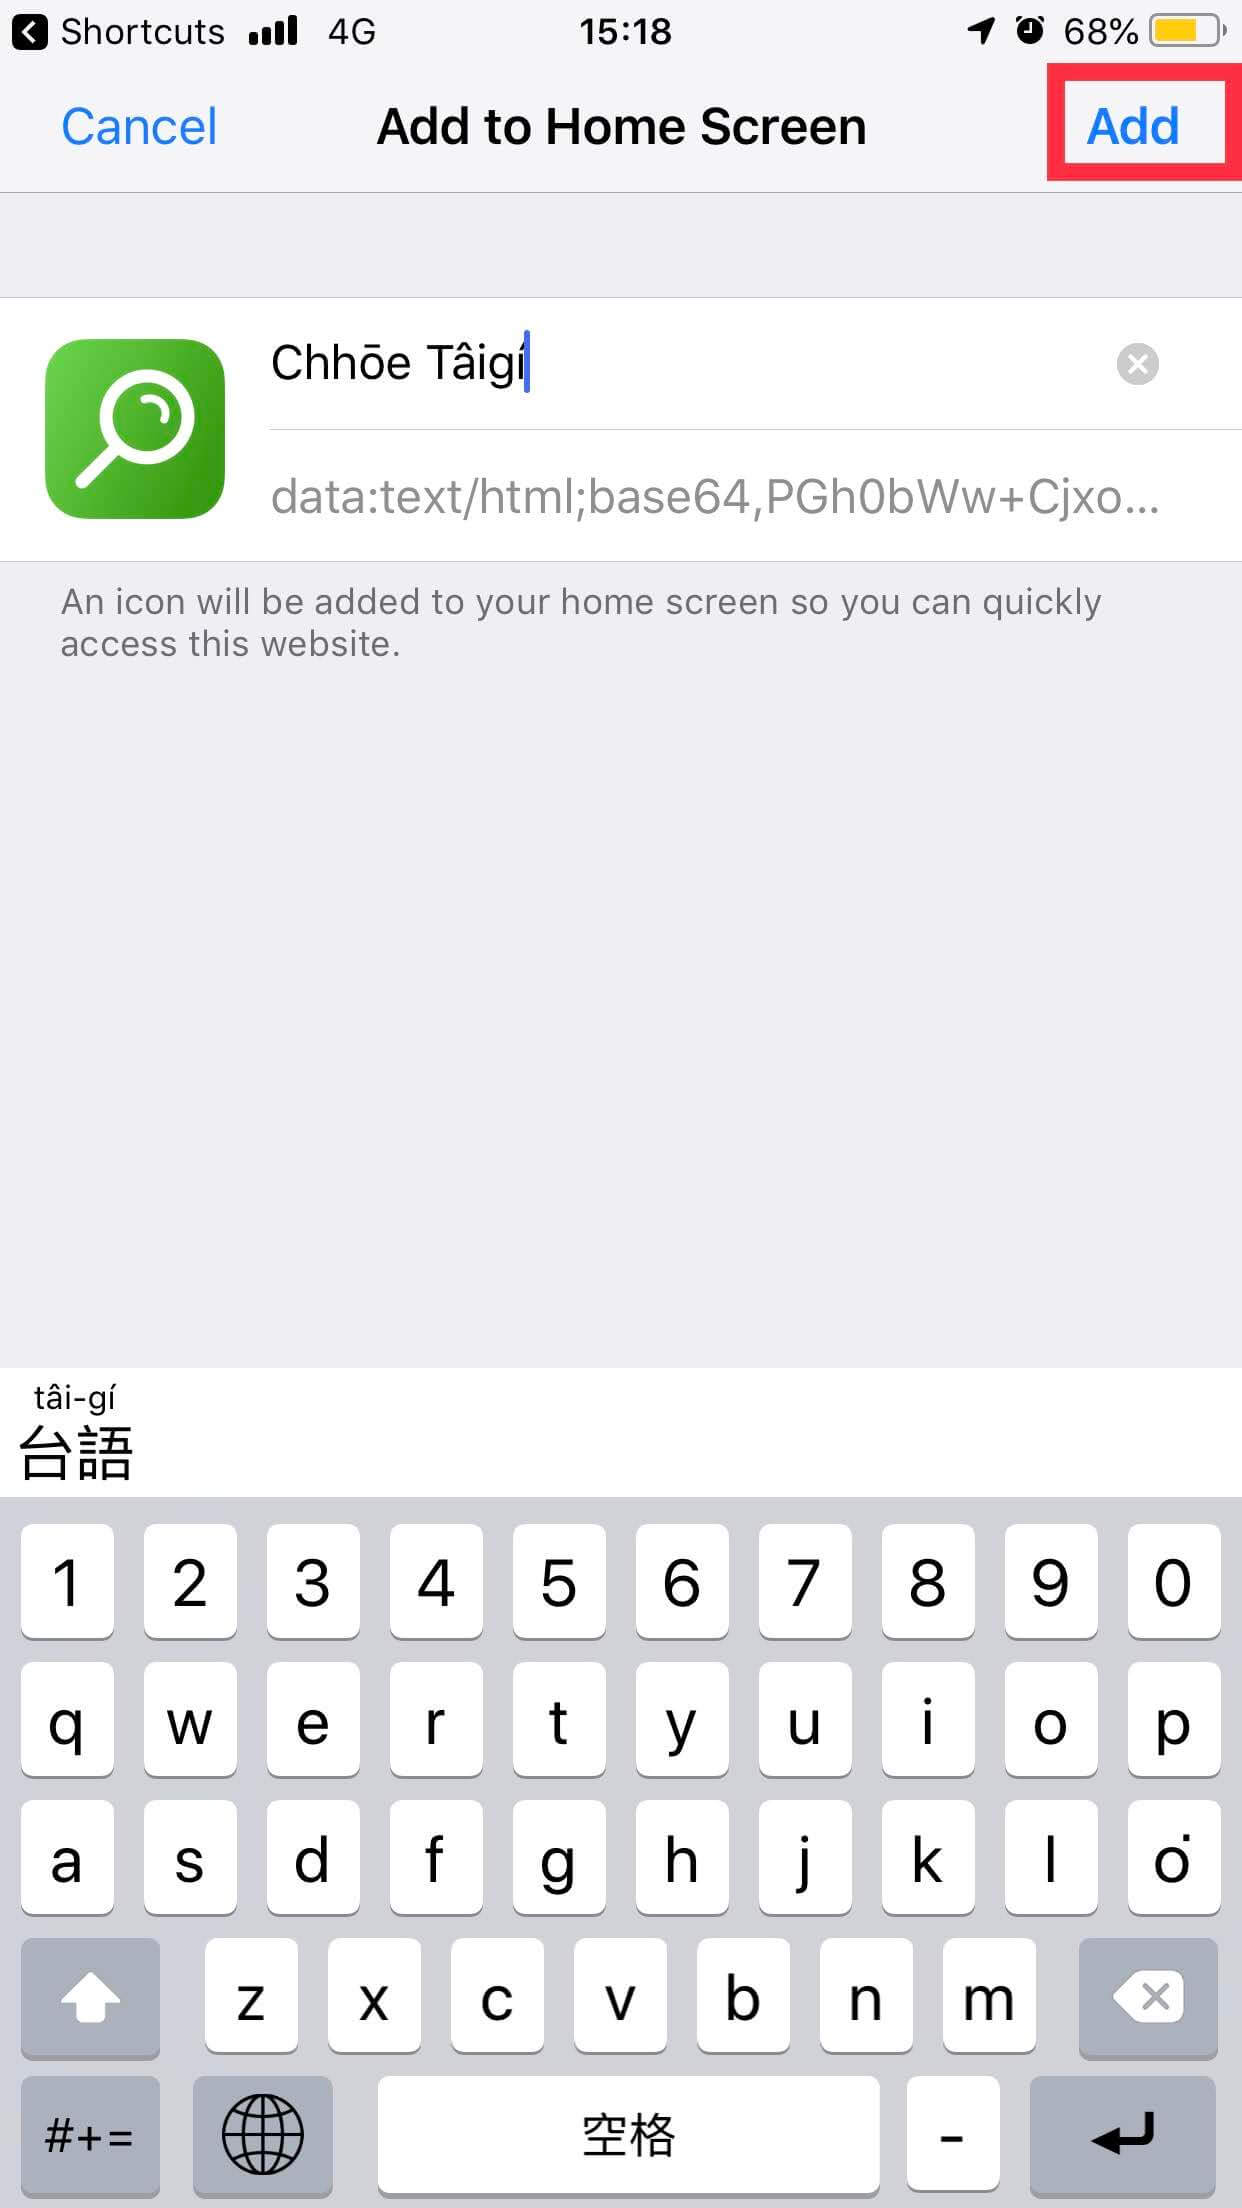 Shortcuts 4G 15:18 68%
Cancel Add to Home Screen Add
Chhōe Tâigí
data:text/html;base64,PGh0bWw+Cjxo...
An icon will be added to your home screen so you can quickly
access this website.
tâi-gí
台語
1 2 3 4 5 6 7 8 9 0
q w e r t y u i o p
a s d f g h j k l o͘
z x c v b n m
#+= 空格 -